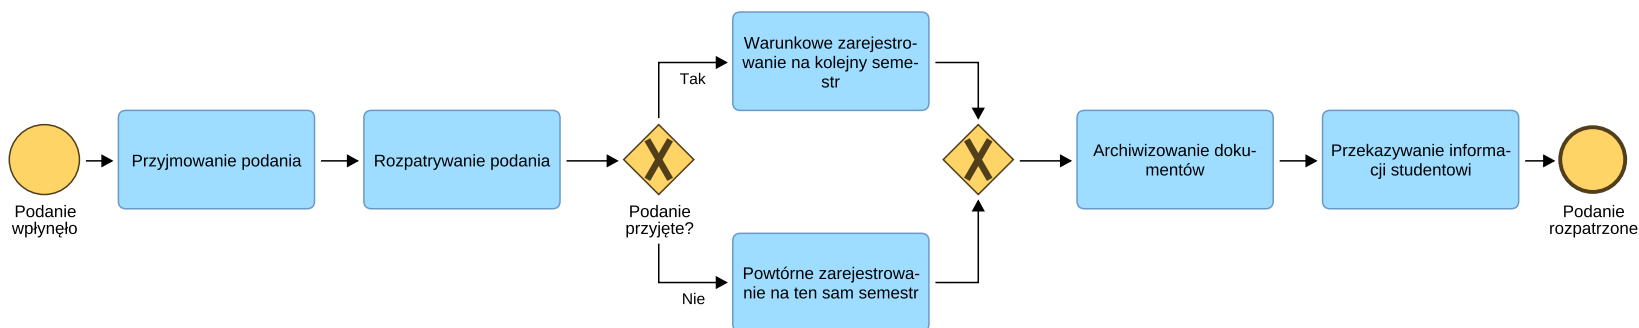 Podanie
wpłynęło
Przyjmowanie podania
Rozpatrywanie podania
Podanie
przyjęte?
Tak
Warunkowe zarejestro-
wanie na kolejny seme-
str
Nie
Powtórne zarejestrowa-
nie na ten sam semestr
Archiwizowanie doku-
mentów
Przekazywanie informa-
cji studentowi
Podanie
rozpatrzone